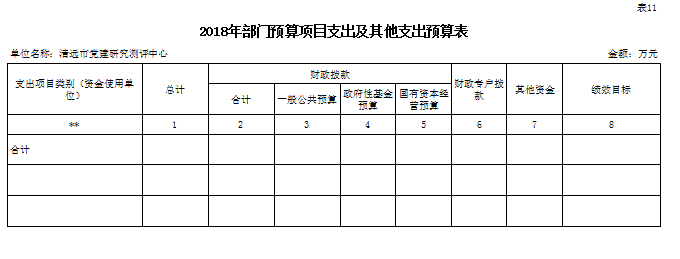 表11
2018年部门预算项目支出及其他支出预算表
单位名称：清远市党建研究测评中心 金额：万元
支出项目类别（资金使用单位） 总计 财政拨款 财政专户拨款 其他资金 绩效目标
合计 一般公共预算 政府性基金预算 国有资本经营预算
** 1 2 3 4 5 6 7 8
合计